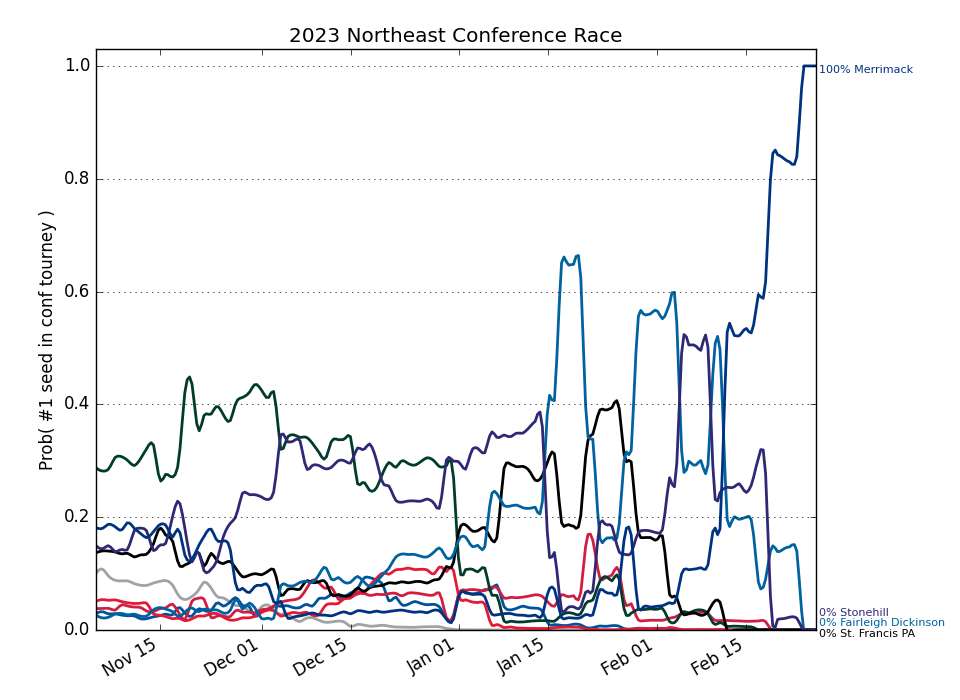 2023 Northeast Conference Race
Prob( #1 seed in conf tourney )
1.0
0.8
0.6
0.4
0.2
0.0
100% Merrimack
0% Stonehill
0% Fairleigh Dickinson
0% St. Francis PA
Nov 15
Dec 01
Dec 15
Jan 01
Jan 15
Feb 01
Feb 15